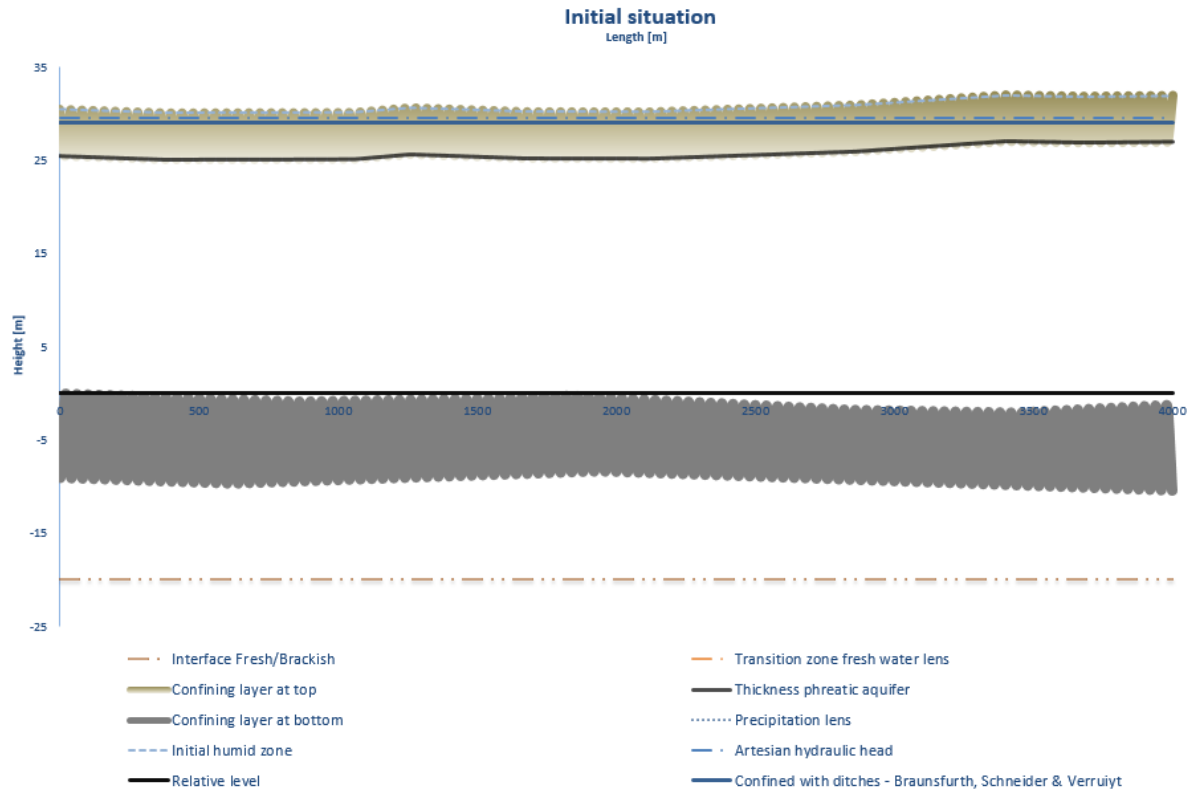 Initial situation
Length [m]
35
25
15
5
-5
-15
-25
Height [m]
0 500 1000 1500 2000 2500 3000 3500 4000
Interface Fresh/Brackish
Transition zone fresh water lens
Confining layer at top
Thickness phreatic aquifer
Confining layer at bottom
Precipitation lens
Initial humid zone
Artesian hydraulic head
Relative level
Confined with ditches - Braunsfurth, Schneider & Verruiyt